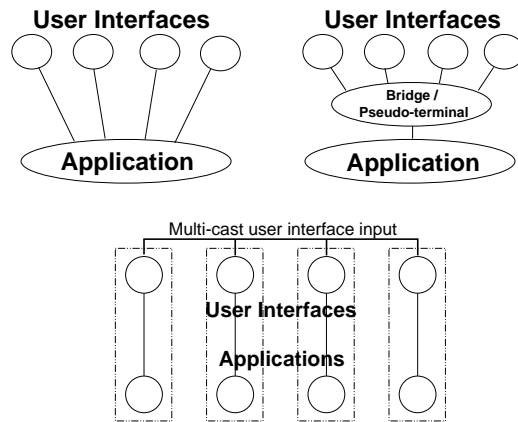 User Interfaces
Application
User Interfaces
Bridge /
Pseudo-terminal
Application
Multi-cast user interface input
User Interfaces
Applications